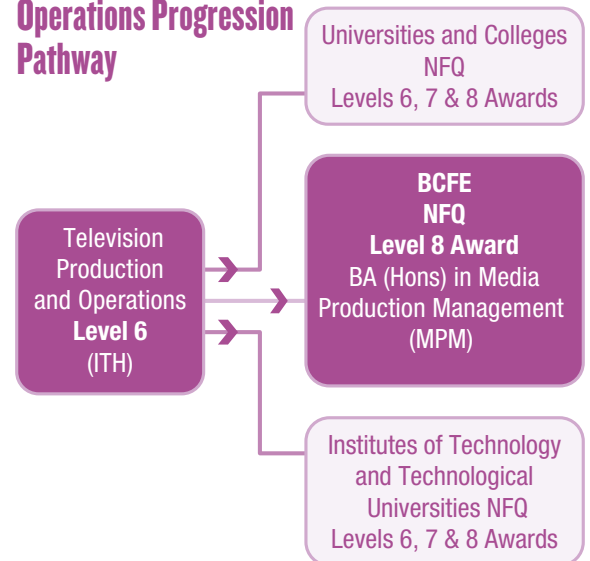 Operations Progression
Pathway
Universities and Colleges
NFQ
Levels 6, 7 & 8 Awards
Television
Production
and Operations
Level 6
(ITH)
BCFE
NFQ
Level 8 Award
BA (Hons) in Media
Production Management
(MPM)
Institutes of Technology
and Technological
Universities NFQ
Levels 6, 7 & 8 Awards